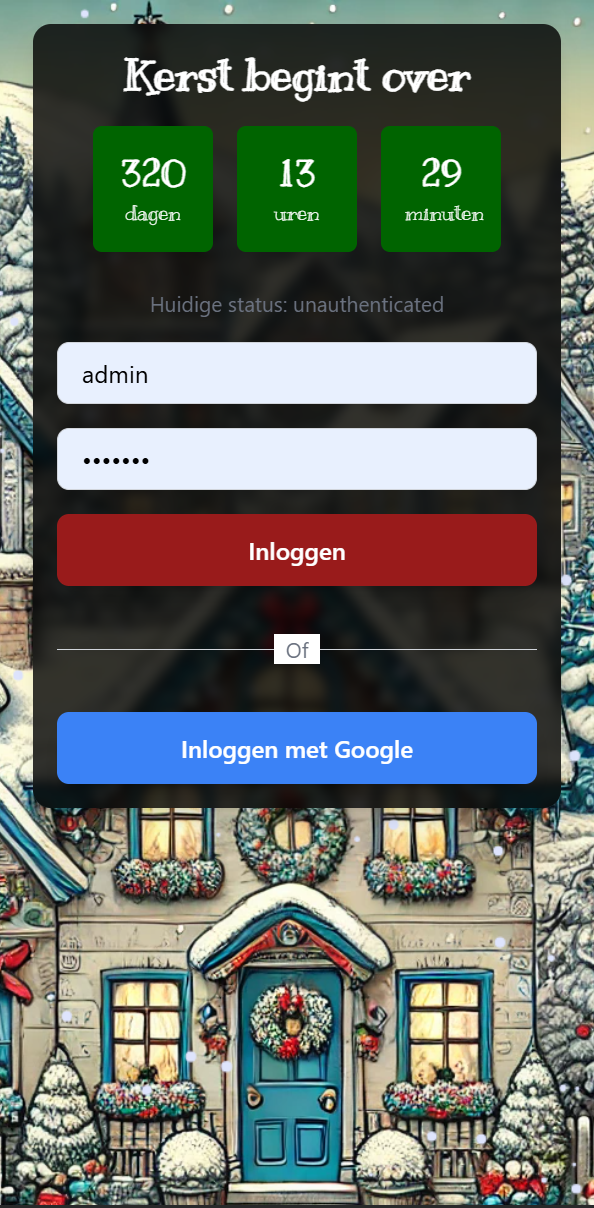 Kerst begint over
320 13 29
dagen uren minuten
Huidige status: unauthenticated
admin
•••••••
Inloggen
Of
Inloggen met Google